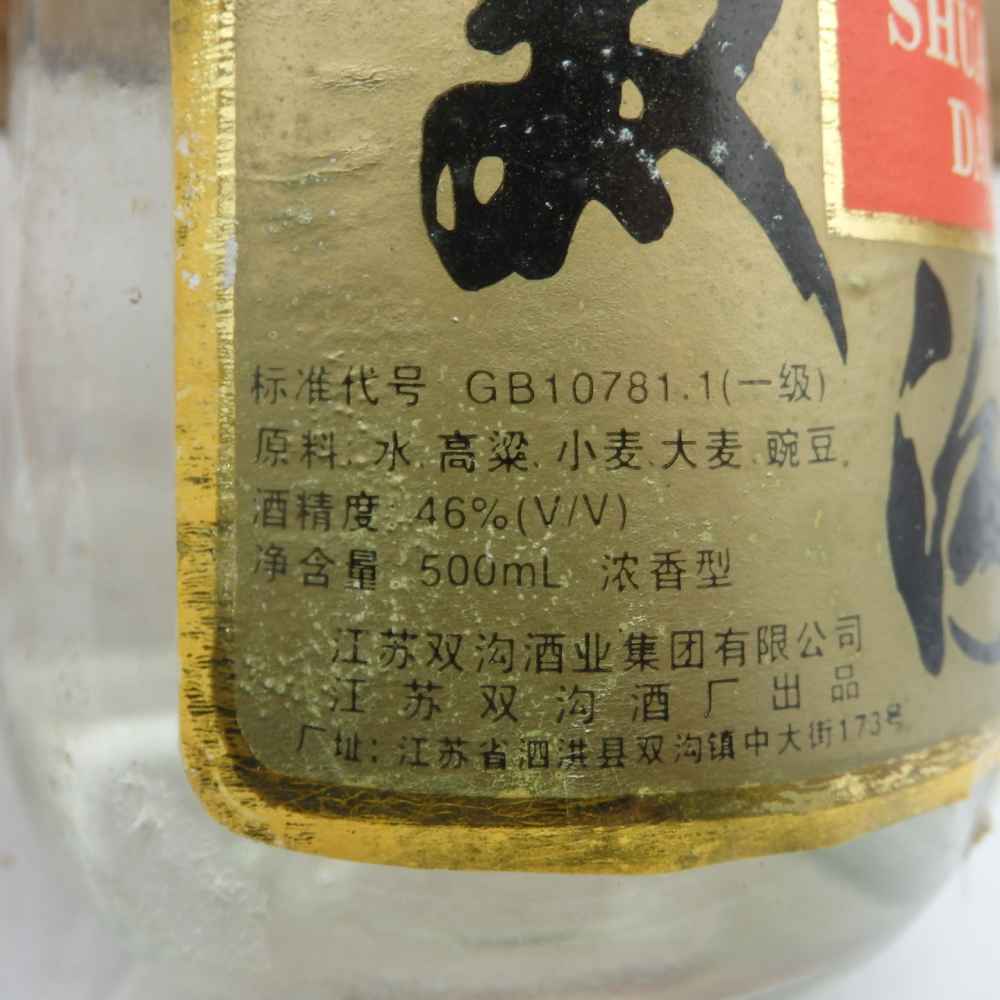 标准代号 GB10781.1(一级)
原料:水、高粱、小麦、大麦、豌豆。
酒精度:46%(V/V)
净含量 500mL 浓香型
江苏双沟酒业集团有限公司
江苏双沟酒厂出品
厂址:江苏省泗洪县双沟镇中大街173号